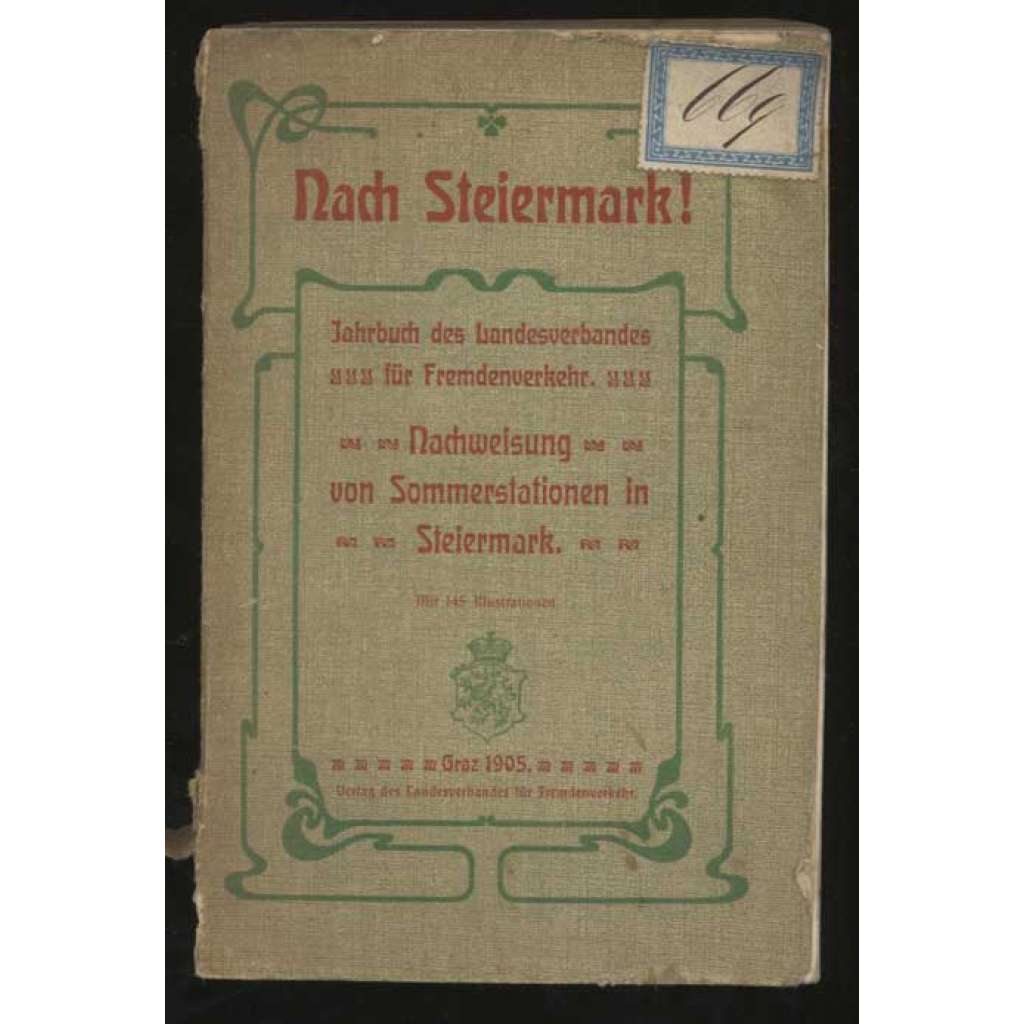 669
Nach Steiermark!
Jahrbuch des Landesverbandes
für Fremdenverkehr.
Nachweisung
von Sommerstationen in
Steiermark.
Mit 145 Illustrationen
Graz 1905.
Verlag des Landesverbandes für Fremdenverkehr.